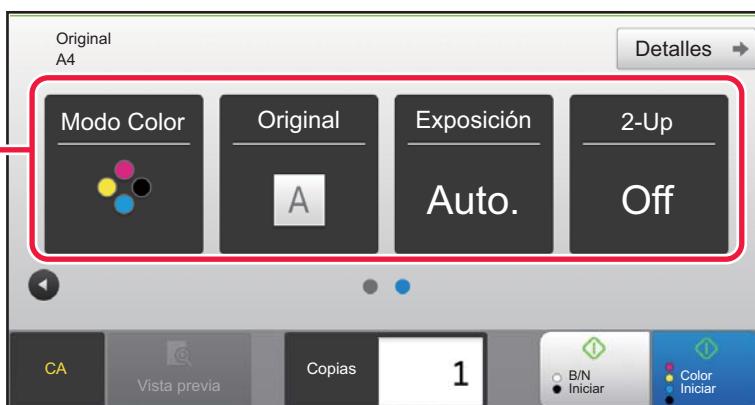 Original
A4
Detalles
Modo Color
Original
Exposición
2-Up
A
Auto.
Off
CA
Vista previa
Copias
1
B/N
Iniciar
Color
Iniciar